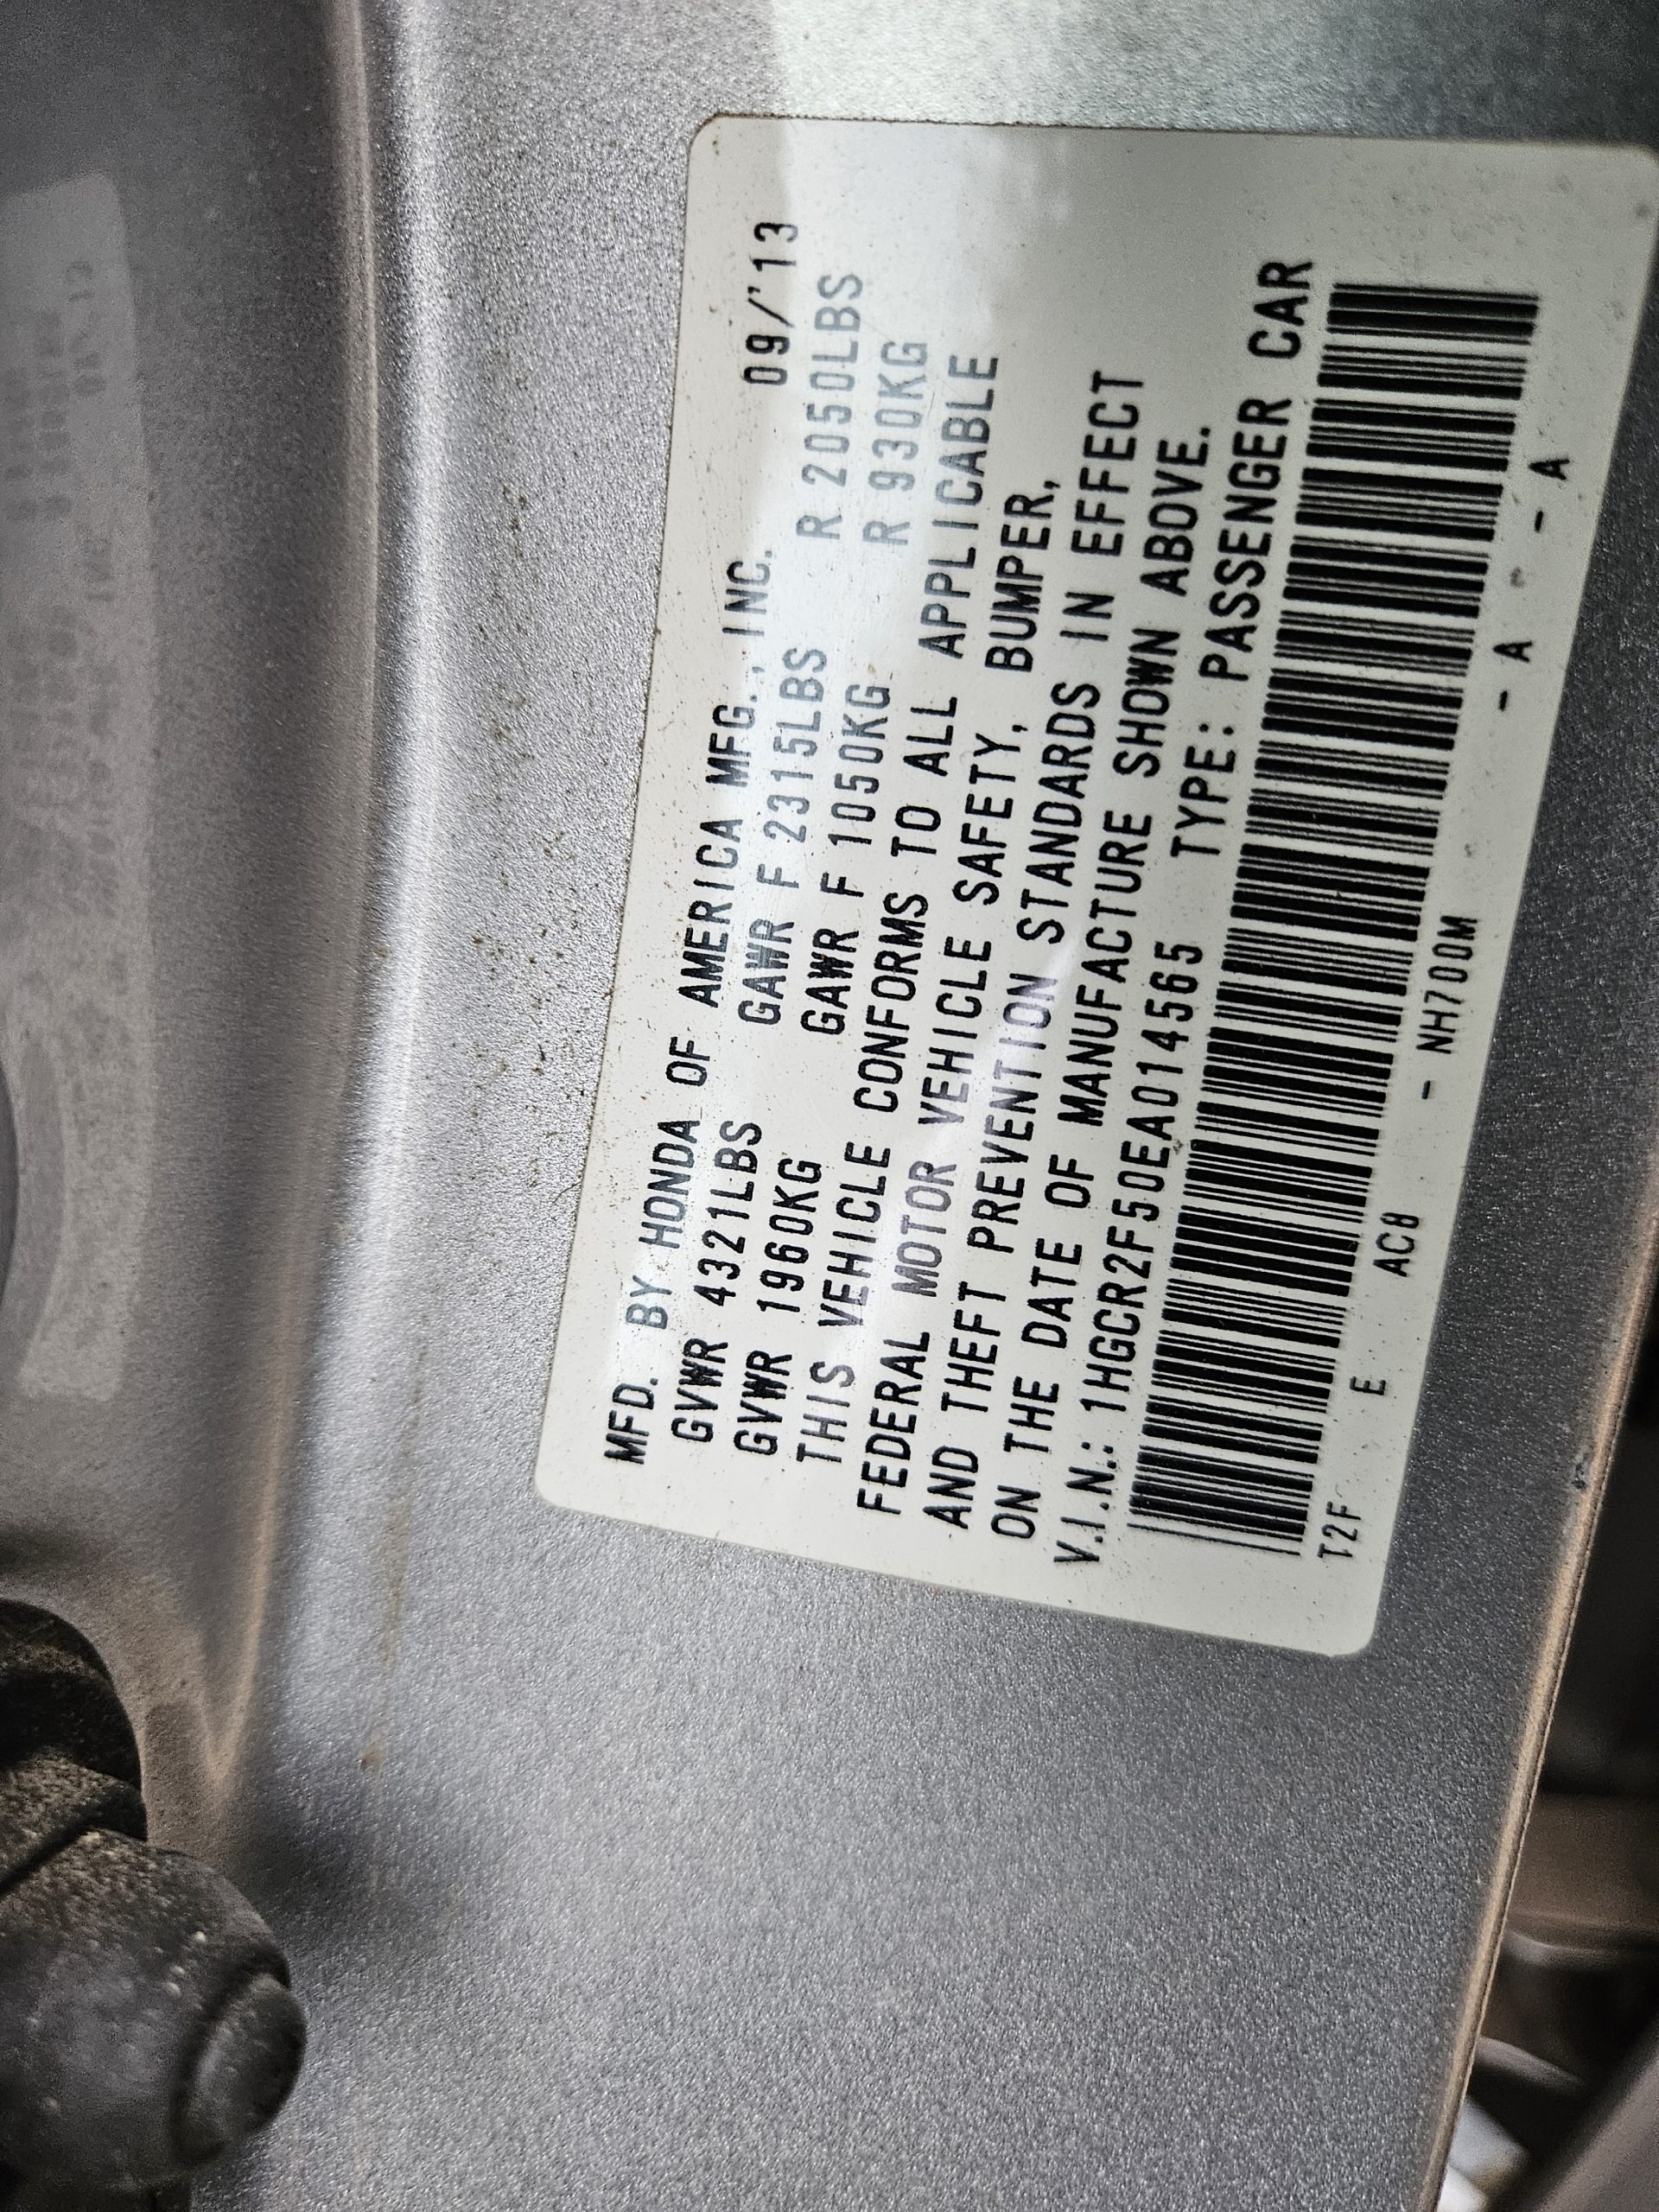 MFD. BY HONDA OF AMERICA MFG., INC. 09/'13
GVWR 4321LBS GAWR F 2315LBS R 2050LBS
GVWR 1960KG GAWR F 1050KG R 930KG
THIS VEHICLE CONFORMS TO ALL APPLICABLE
FEDERAL MOTOR VEHICLE SAFETY, BUMPER,
AND THEFT PREVENTION STANDARDS IN EFFECT
ON THE DATE OF MANUFACTURE SHOWN ABOVE.
V.I.N.: 1HGCR2F50EA014565 TYPE: PASSENGER CAR
T2F E AC8 - NH700M - A - - A